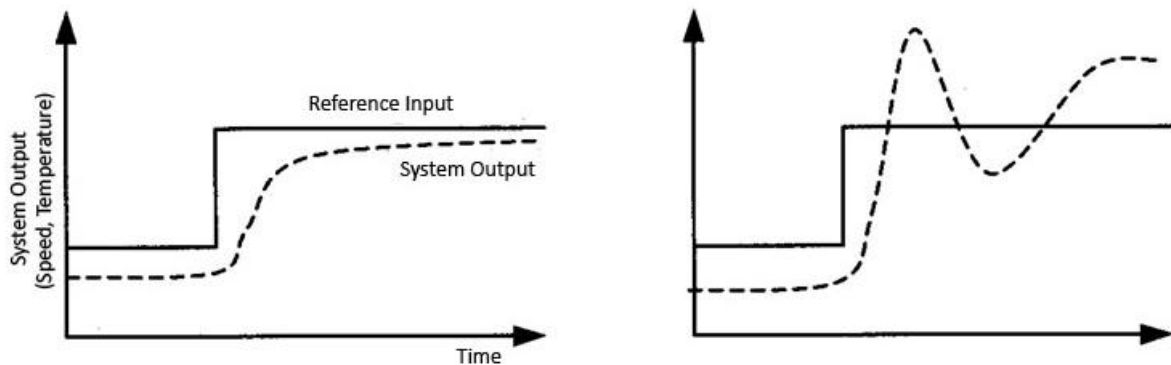 System Output
(Speed, Temperature)
Reference Input
System Output
Time